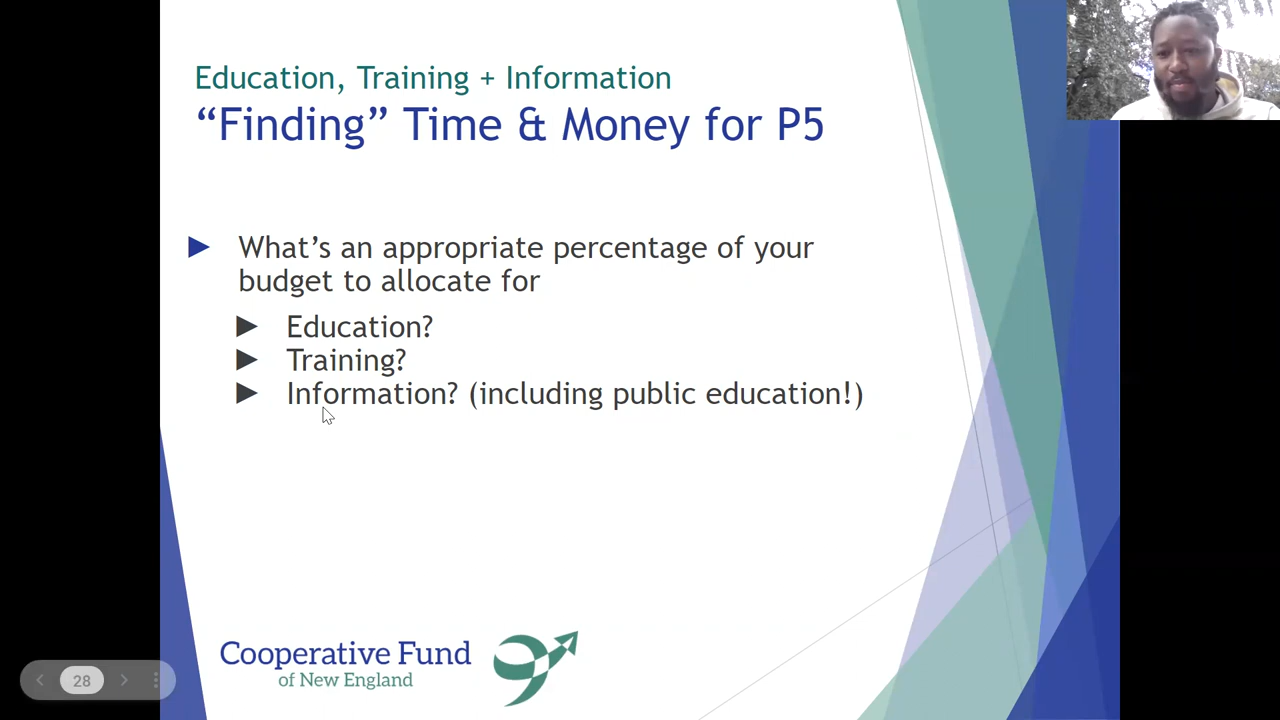 Education, Training + Information
“Finding” Time & Money for P5
► What’s an appropriate percentage of your
budget to allocate for
► Education?
► Training?
► Information? (including public education!)
Cooperative Fund
of New England
28